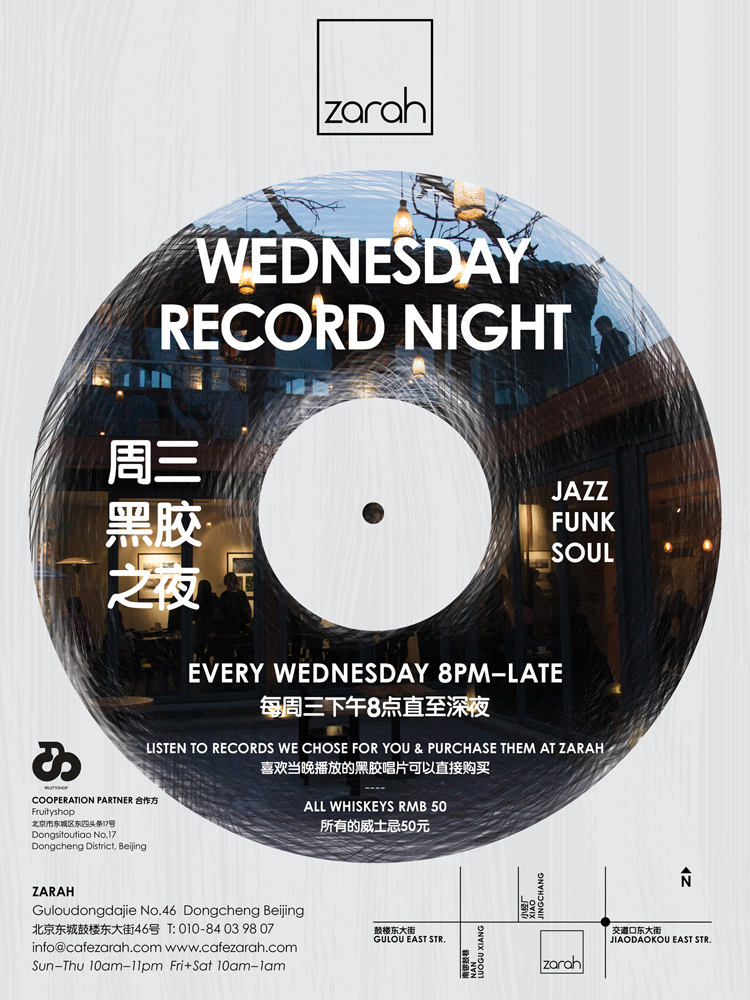 zarah
WEDNESDAY
RECORD NIGHT
周三
黑胶
之夜
JAZZ
FUNK
SOUL
EVERY WEDNESDAY 8PM–LATE
每周三下午8点直至深夜
LISTEN TO RECORDS WE CHOSE FOR YOU & PURCHASE THEM AT ZARAH
喜欢当晚播放的黑胶唱片可以直接购买
----
ALL WHISKEYS RMB 50
所有的威士忌50元
FRUITYSHOP
COOPERATION PARTNER 合作方
Fruityshop
北京市东城区东四头条17号
Dongsitoutiao No,17
Dongcheng District, Beijing
ZARAH
Guloudongdajie No.46 Dongcheng Beijing
北京东城鼓楼东大街46号 T: 010-84 03 98 07
info@cafezarah.com www.cafezarah.com
Sun–Thu 10am–11pm Fri+Sat 10am–1am
小经厂
XIAO
JINGCHANG
N
鼓楼东大街
GULOU EAST STR.
交道口东大街
JIAODAOKOU EAST STR.
南锣鼓巷
NAN
LUOGU XIANG
zarah